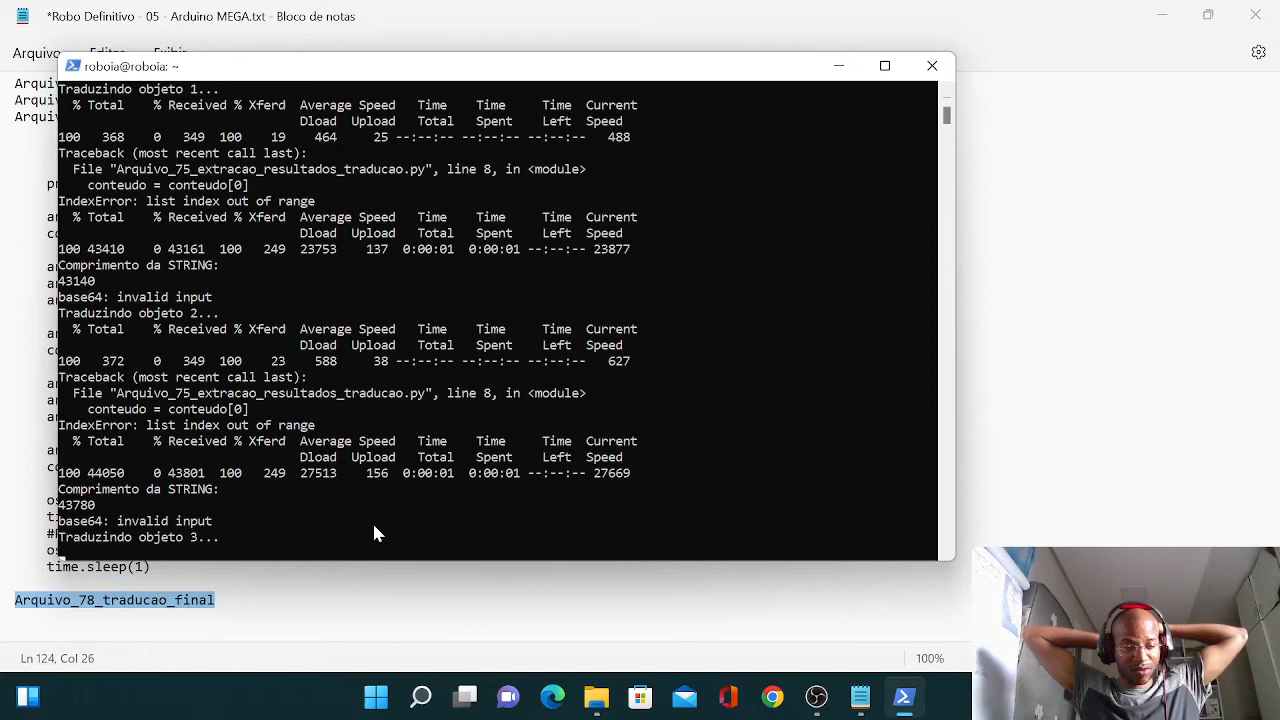 *Robo Definitivo - 05 - Arduino MEGA.txt - Bloco de notas
Arquivo Editar Exibir
roboia@roboia: ~
Arquiv
Arquiv
Arquiv
Traduzindo objeto 1...
% Total % Received % Xferd Average Speed Time Time Time Current
Dload Upload Total Spent Left Speed
100 368 0 349 100 19 464 25 --:--:-- --:--:-- --:--:-- 488
Traceback (most recent call last):
File "Arquivo_75_extracao_resultados_traducao.py", line 8, in <module>
conteudo = conteudo[0]
IndexError: list index out of range
% Total % Received % Xferd Average Speed Time Time Time Current
Dload Upload Total Spent Left Speed
100 43410 0 43161 100 249 23753 137 0:00:01 0:00:01 --:--:-- 23877
Comprimento da STRING:
43140
base64: invalid input
Traduzindo objeto 2...
% Total % Received % Xferd Average Speed Time Time Time Current
Dload Upload Total Spent Left Speed
100 372 0 349 100 23 588 38 --:--:-- --:--:-- --:--:-- 627
Traceback (most recent call last):
File "Arquivo_75_extracao_resultados_traducao.py", line 8, in <module>
conteudo = conteudo[0]
IndexError: list index out of range
% Total % Received % Xferd Average Speed Time Time Time Current
Dload Upload Total Spent Left Speed
100 44050 0 43801 100 249 27513 156 0:00:01 0:00:01 --:--:-- 27669
Comprimento da STRING:
43780
base64: invalid input
Traduzindo objeto 3...
time.sleep(1)
Arquivo_78_traducao_final
Ln 124, Col 26
100%